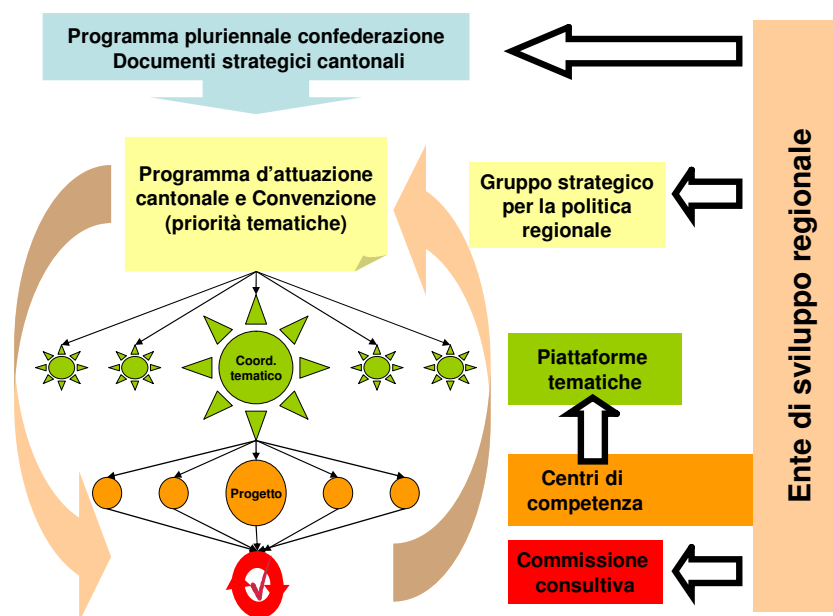 Programma pluriennale confederazione
Documenti strategici cantonali
Programma d'attuazione
cantonale e Convenzione
(priorità tematiche)
Gruppo strategico
per la politica
regionale
Coord.
tematico
Piattaforme
tematiche
Progetto
Centri di
competenza
Commissione
consultiva
Ente di sviluppo regionale